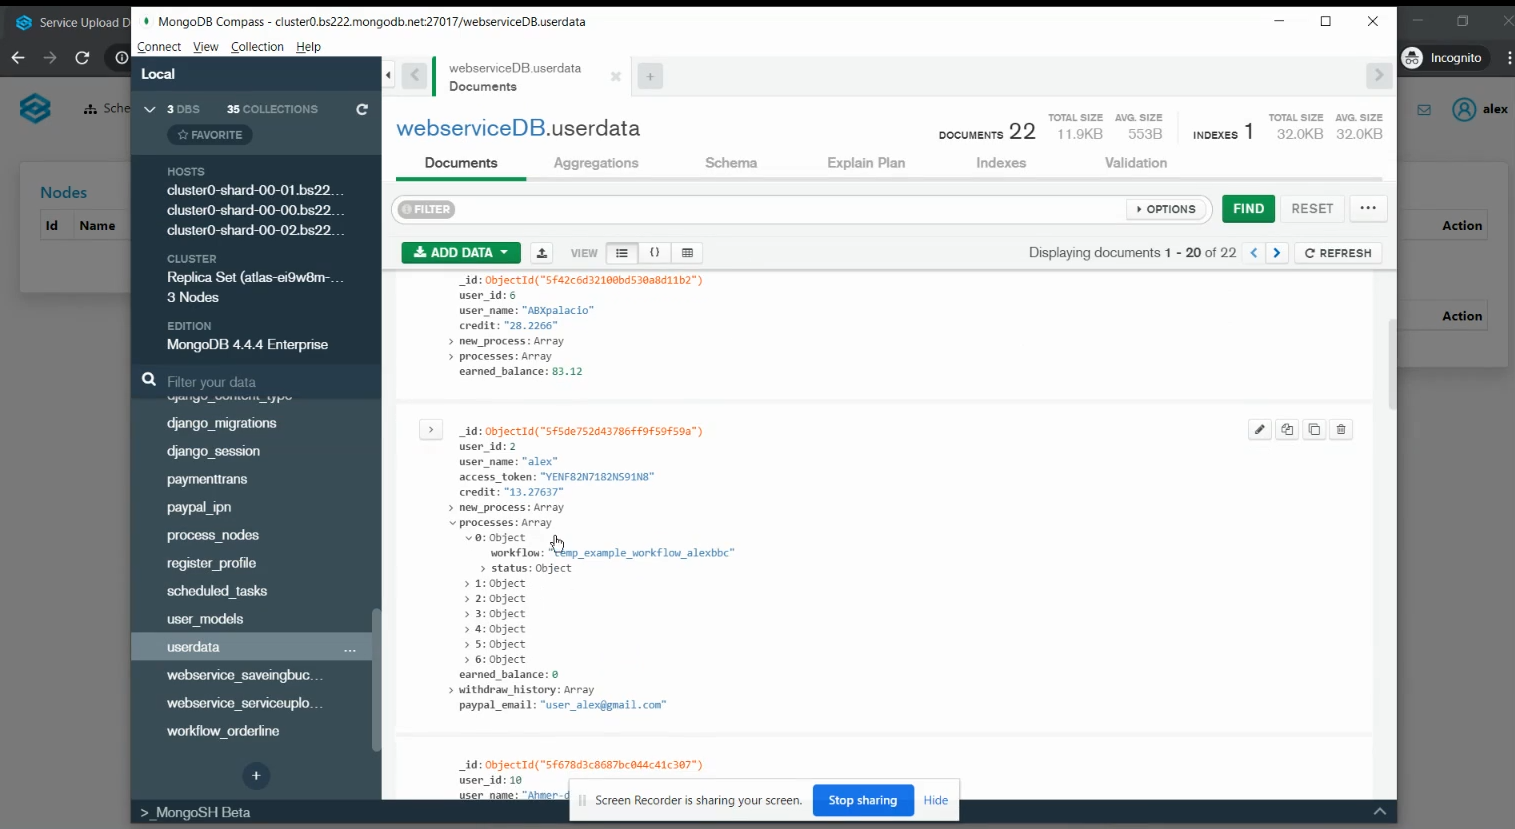 Service Upload D
MongoDB Compass - cluster0.bs222.mongodb.net:27017/webserviceDB.userdata
Connect View Collection Help
Incognito
Sche
alex
Nodes
Id Name
Action
Action
Local
3 DBS 35 COLLECTIONS
☆ FAVORITE
HOSTS
cluster0-shard-00-01.bs22...
cluster0-shard-00-00.bs22...
cluster0-shard-00-02.bs22...
CLUSTER
Replica Set (atlas-ei9w8m-...
3 Nodes
EDITION
MongoDB 4.4.4 Enterprise
Filter your data
django_content_type
django_migrations
django_session
paymenttrans
paypal_ipn
process_nodes
register_profile
scheduled_tasks
user_models
userdata ...
webservice_saveingbuc...
webservice_serviceuplo...
workflow_orderline
+
webserviceDB.userdata
Documents
webserviceDB.userdata
DOCUMENTS 22 TOTAL SIZE 11.9KB AVG. SIZE 553B INDEXES 1 TOTAL SIZE 32.0KB AVG. SIZE 32.0KB
Documents Aggregations Schema Explain Plan Indexes Validation
FILTER OPTIONS FIND RESET ...
ADD DATA VIEW {} Displaying documents 1 - 20 of 22 < > REFRESH
_id:ObjectId("5f42c6d32100bd530a8d11b2")
user_id:6
user_name:"ABXpalacio"
credit:"28.2266"
> new_process:Array
> processes:Array
earned_balance:83.12
_id:ObjectId("5f5de752d43786ff9f59f59a")
user_id:2
user_name:"alex"
access_token:"YENF82N7182NS91N8"
credit:"13.27637"
> new_process:Array
processes:Array
0:Object
workflow:"temp_example_workflow_alexbbc"
> status:Object
> 1:Object
> 2:Object
> 3:Object
> 4:Object
> 5:Object
> 6:Object
earned_balance:0
> withdraw_history:Array
paypal_email:"user_alex@gmail.com"
_id:ObjectId("5f678d3c8687bc044c41c307")
user_id:10
user_name:"Ahmer-d
Screen Recorder is sharing your screen. Stop sharing Hide
>_MongoSH Beta